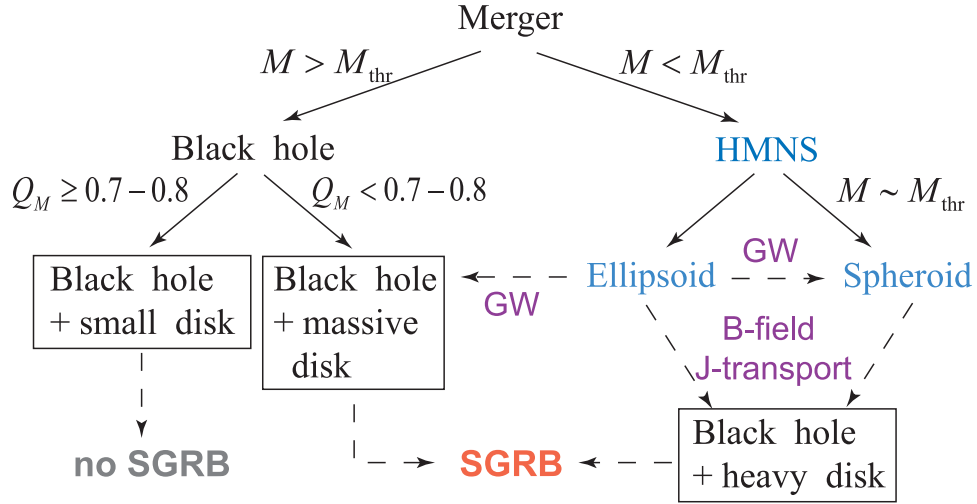 Merger
M > M_thr
M < M_thr
Black hole
HMNS
Q_M ≥ 0.7 – 0.8
Q_M < 0.7 – 0.8
M ~ M_thr
Black hole
+ small disk
Black hole
+ massive
disk
GW
Ellipsoid
GW
Spheroid
B-field
J-transport
Black hole
+ heavy disk
no SGRB
SGRB